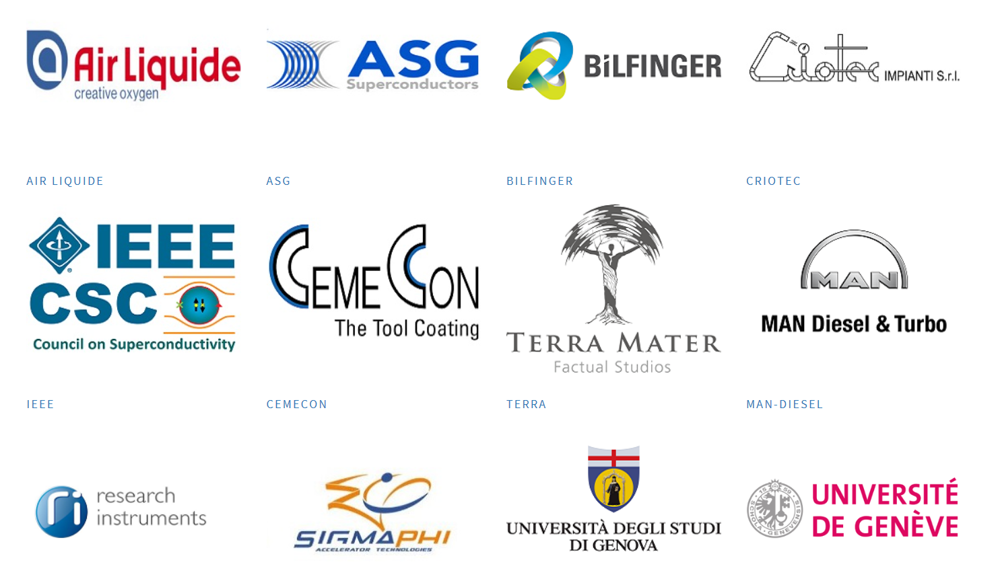 Air Liquide
creative oxygen
ASG
Superconductors
BiLFINGER
Criotec IMPIANTI S.r.l.
AIR LIQUIDE
ASG
BILFINGER
CRIOTEC
IEEE
®
CSC
Council on Superconductivity
CEMECON
The Tool Coating
TERRA MATER
Factual Studios
MAN
MAN Diesel & Turbo
IEEE
CEMECON
TERRA
MAN-DIESEL
ri research
instruments
SIGMAPHI
ACCELERATOR TECHNOLOGIES
UNIVERSITÀ DEGLI STUDI
DI GENOVA
SCHOLA GENEVENSIS 1559
UNIVERSITÉ
DE GENÈVE